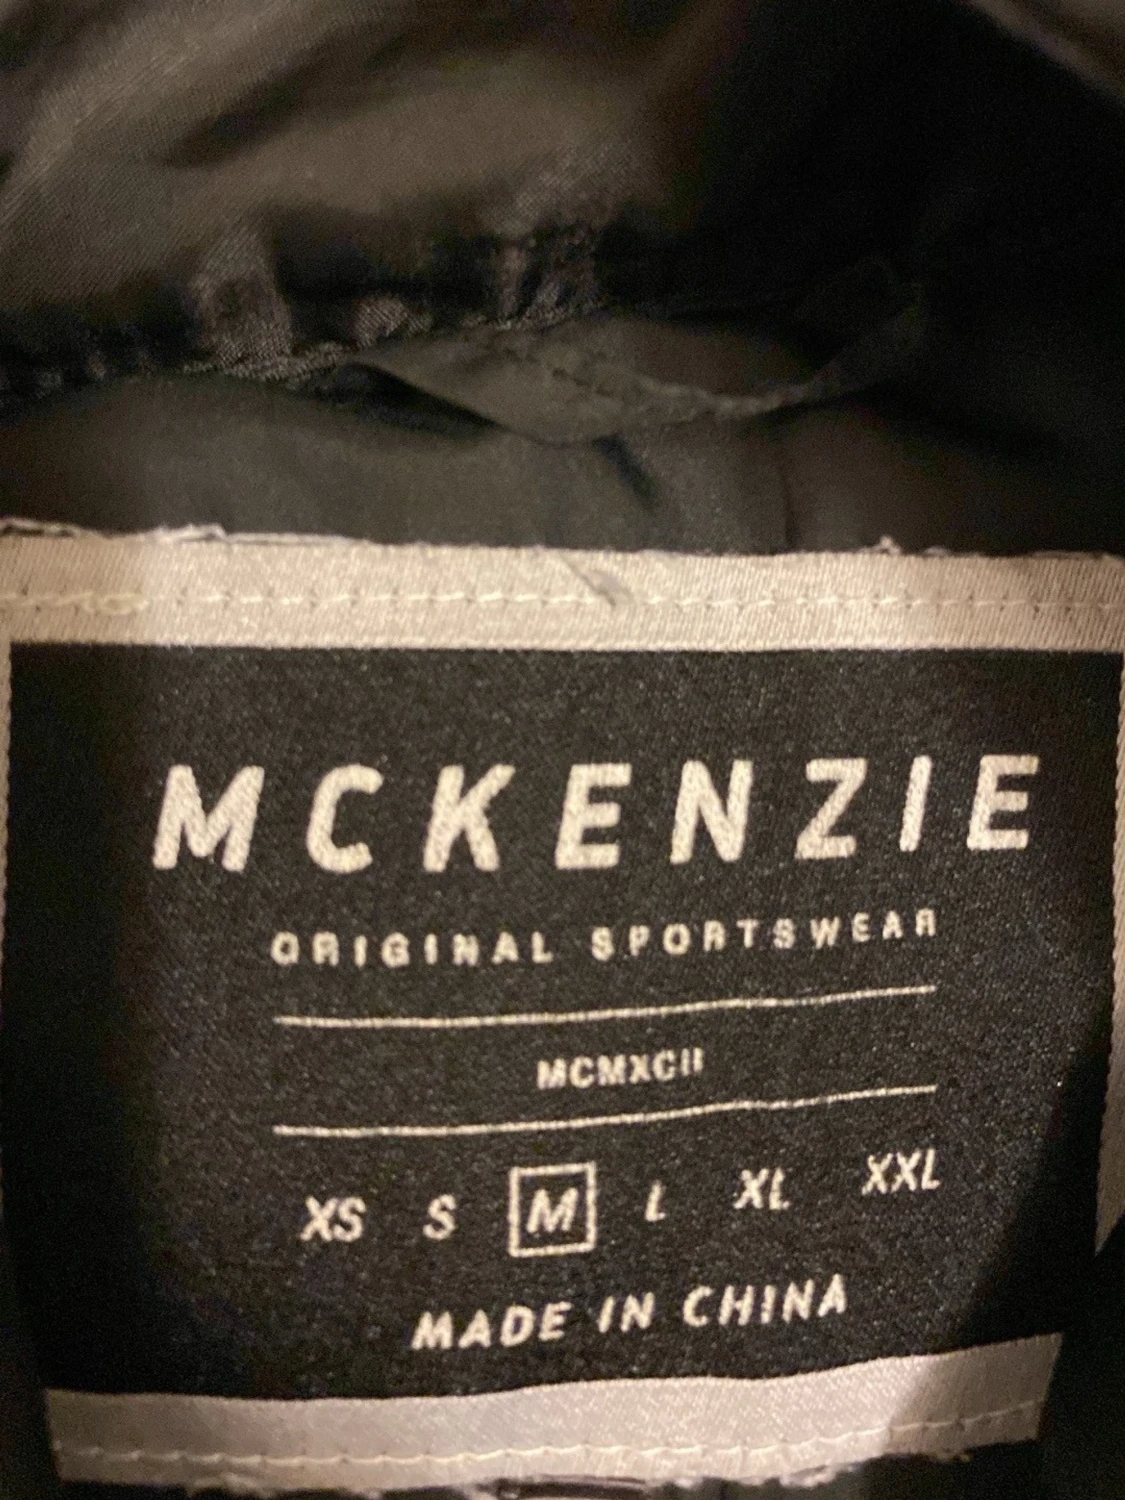 MCKENZIE
ORIGINAL SPORTSWEAR
MCMXCII
XS S M L XL XXL
MADE IN CHINA